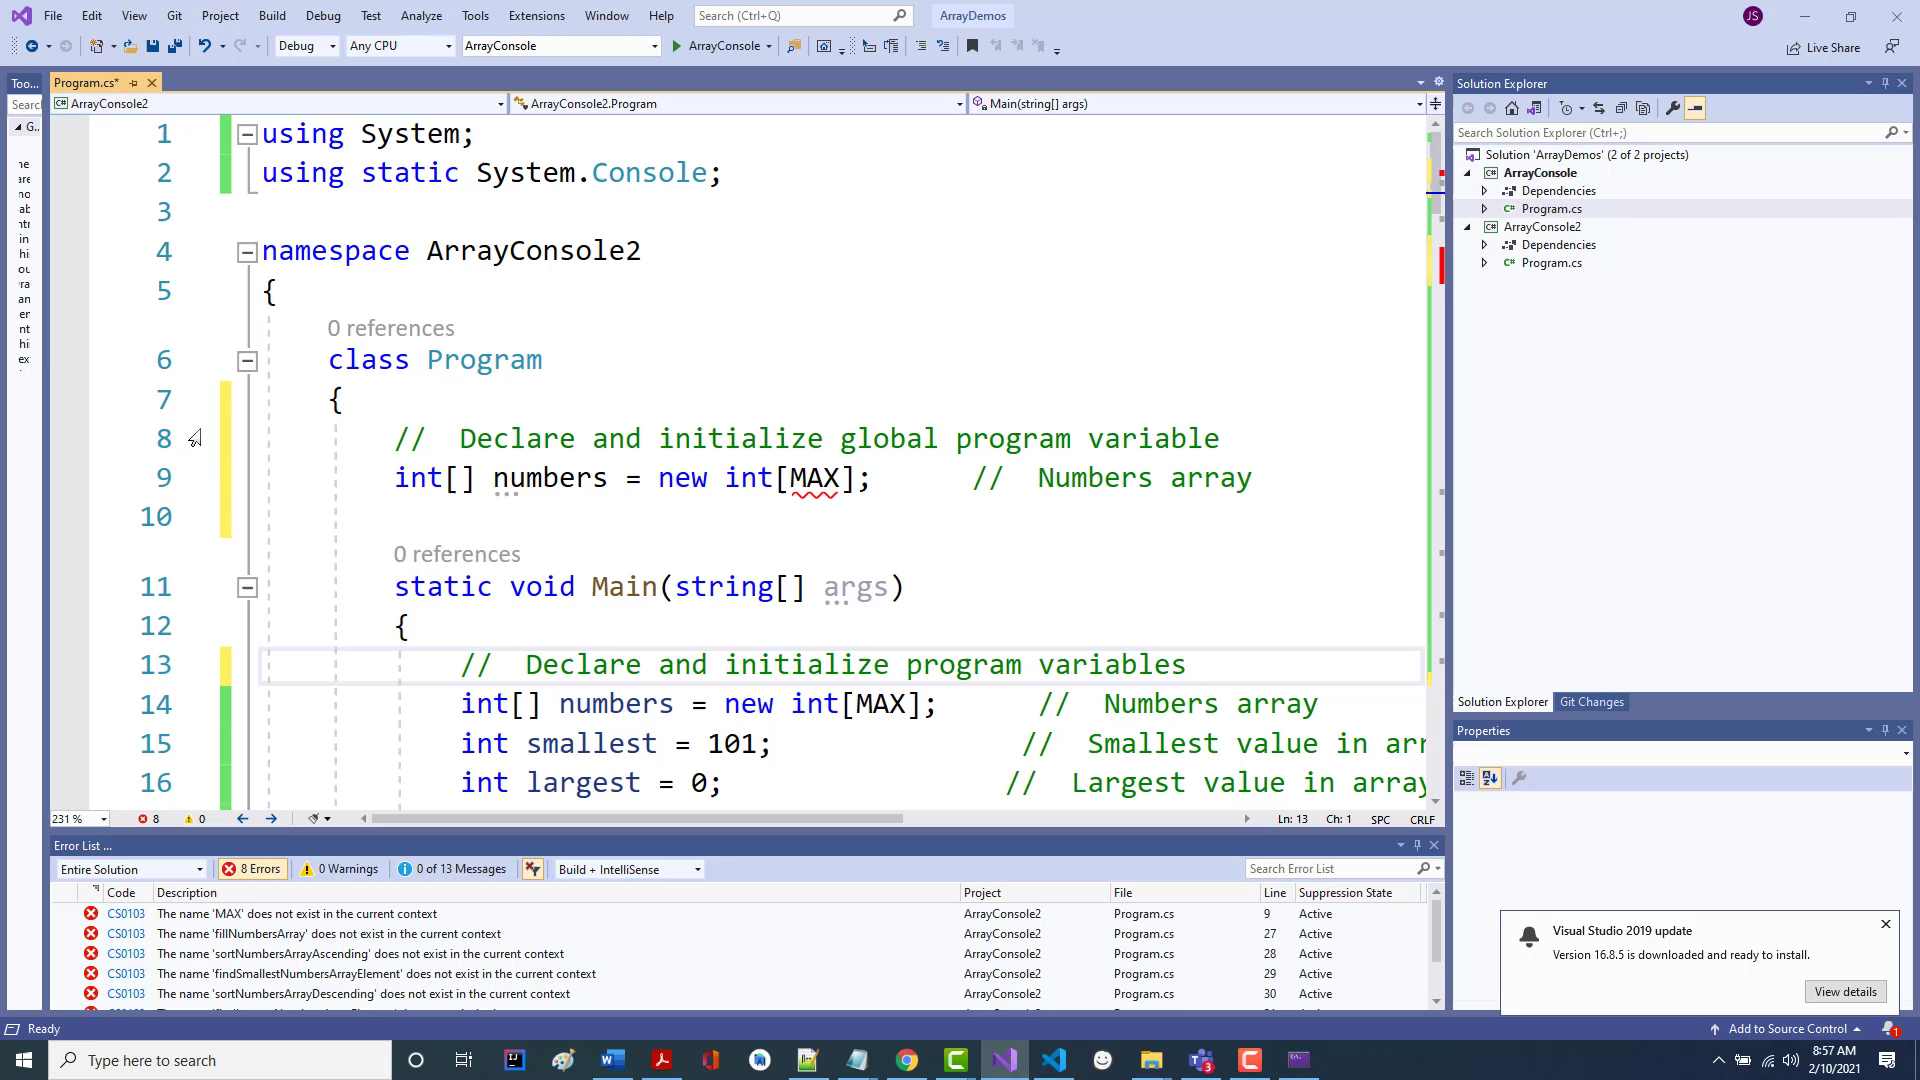 File Edit View Git Project Build Debug Test Analyze Tools Extensions Window Help Search (Ctrl+Q) ArrayDemos JS
Debug Any CPU ArrayConsole ArrayConsole Live Share
Too... Program.cs*
Search ArrayConsole2 ArrayConsole2.Program Main(string[] args)
G..
1 using System;
2 using static System.Console;
3
4 namespace ArrayConsole2
5 {
0 references
6 class Program
7 {
8 // Declare and initialize global program variable
9 int[] numbers = new int[MAX]; // Numbers array
10
0 references
11 static void Main(string[] args)
12 {
13 // Declare and initialize program variables
14 int[] numbers = new int[MAX]; // Numbers array
15 int smallest = 101; // Smallest value in arr
16 int largest = 0; // Largest value in array
231 % 8 0 Ln: 13 Ch: 1 SPC CRLF
Solution Explorer
Search Solution Explorer (Ctrl+;)
Solution 'ArrayDemos' (2 of 2 projects)
ArrayConsole
Dependencies
C# Program.cs
ArrayConsole2
Dependencies
C# Program.cs
Solution Explorer Git Changes
Properties
Error List ...
Entire Solution 8 Errors 0 Warnings 0 of 13 Messages Build + IntelliSense Search Error List
Code Description Project File Line Suppression State
CS0103 The name 'MAX' does not exist in the current context ArrayConsole2 Program.cs 9 Active
CS0103 The name 'fillNumbersArray' does not exist in the current context ArrayConsole2 Program.cs 27 Active
CS0103 The name 'sortNumbersArrayAscending' does not exist in the current context ArrayConsole2 Program.cs 28 Active
CS0103 The name 'findSmallestNumbersArrayElement' does not exist in the current context ArrayConsole2 Program.cs 29 Active
CS0103 The name 'sortNumbersArrayDescending' does not exist in the current context ArrayConsole2 Program.cs 30 Active
Visual Studio 2019 update
Version 16.8.5 is downloaded and ready to install.
View details
Ready Add to Source Control 1
Type here to search
8:57 AM
2/10/2021